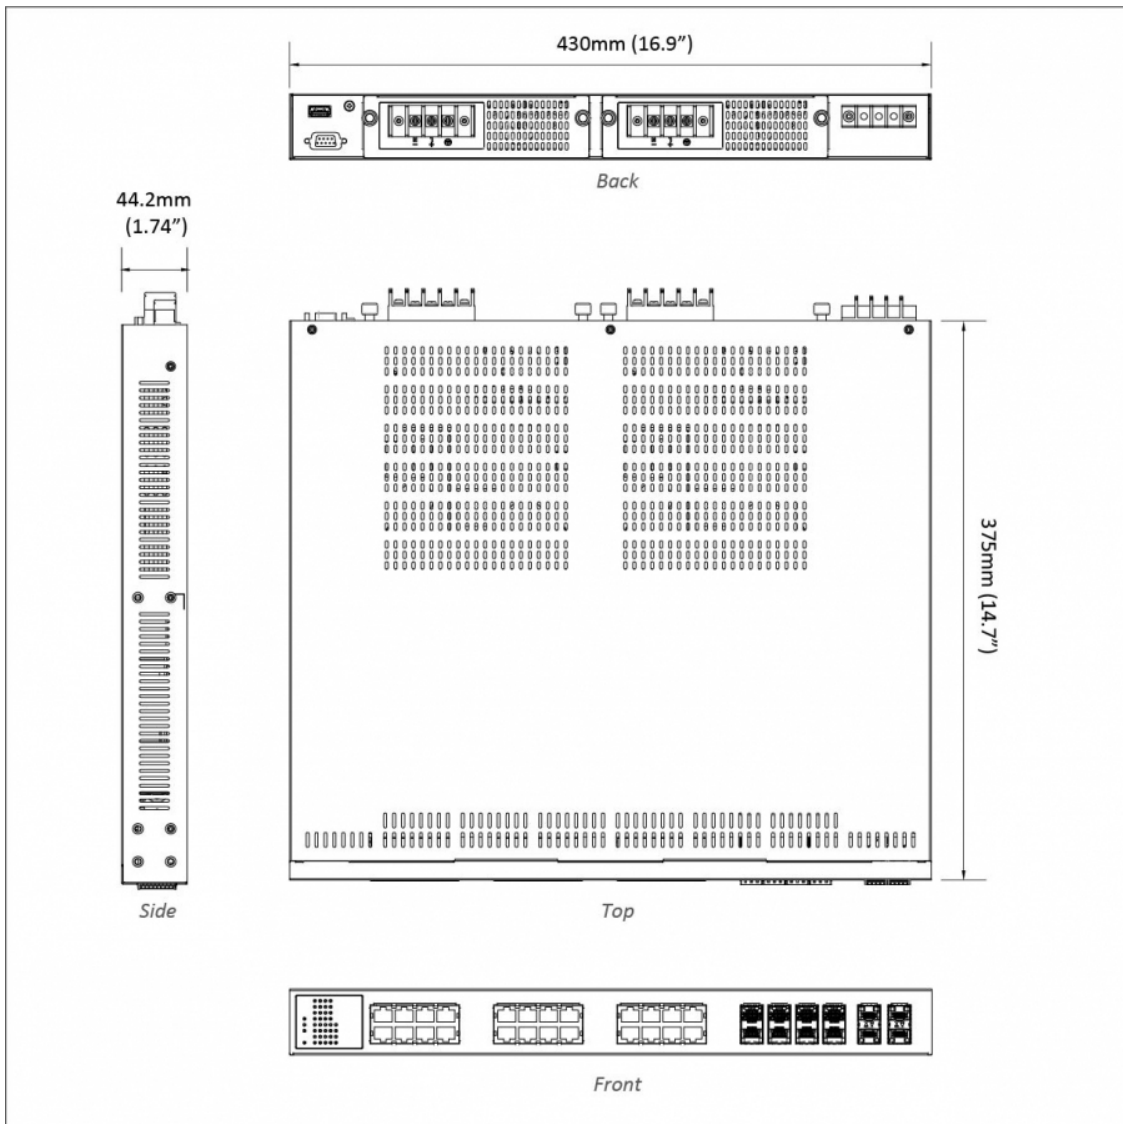 430mm (16.9”)
Back
44.2mm
(1.74”)
375mm (14.7”)
Side
Top
Front